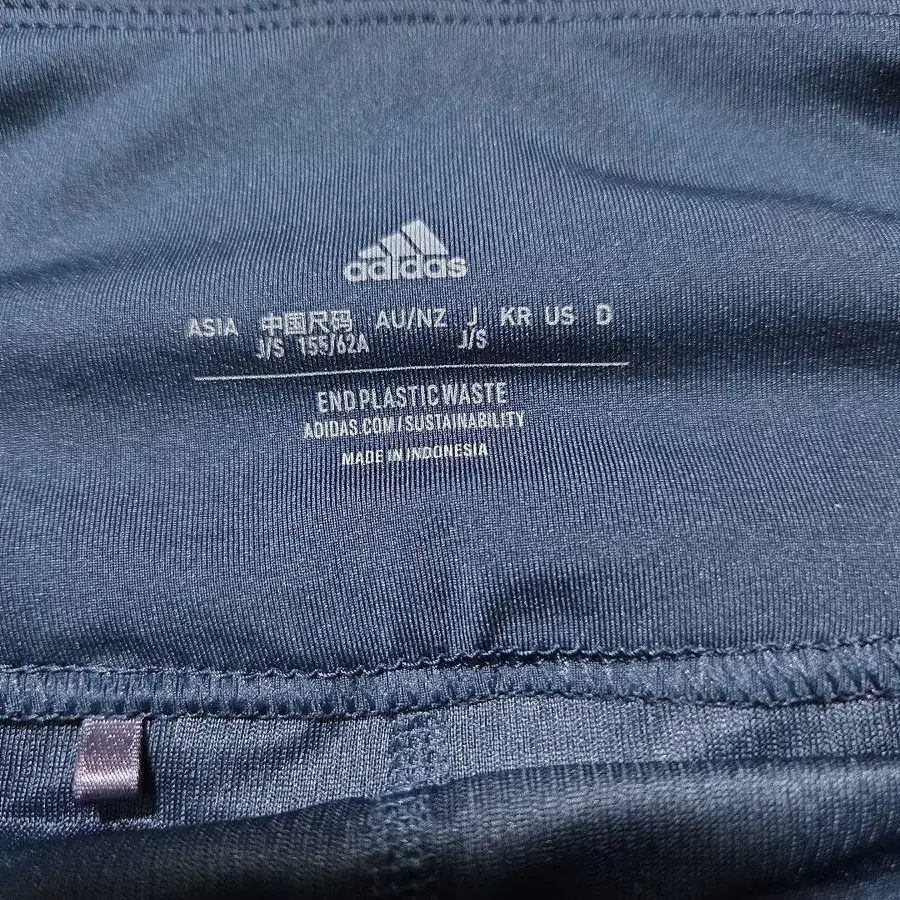 adidas
ASIA 中国尺码 AU/NZ J KR US D
J/S 155/62A J/S
END PLASTIC WASTE
ADIDAS.COM/SUSTAINABILITY
MADE IN INDONESIA